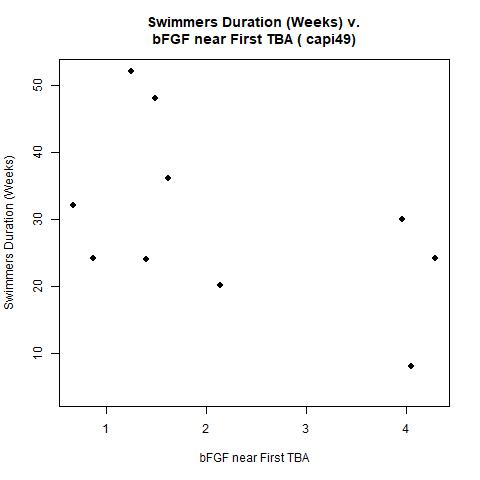 Swimmers Duration (Weeks) v.
bFGF near First TBA ( capi49)
Swimmers Duration (Weeks)
50
40
30
20
10
1
2
3
4
bFGF near First TBA